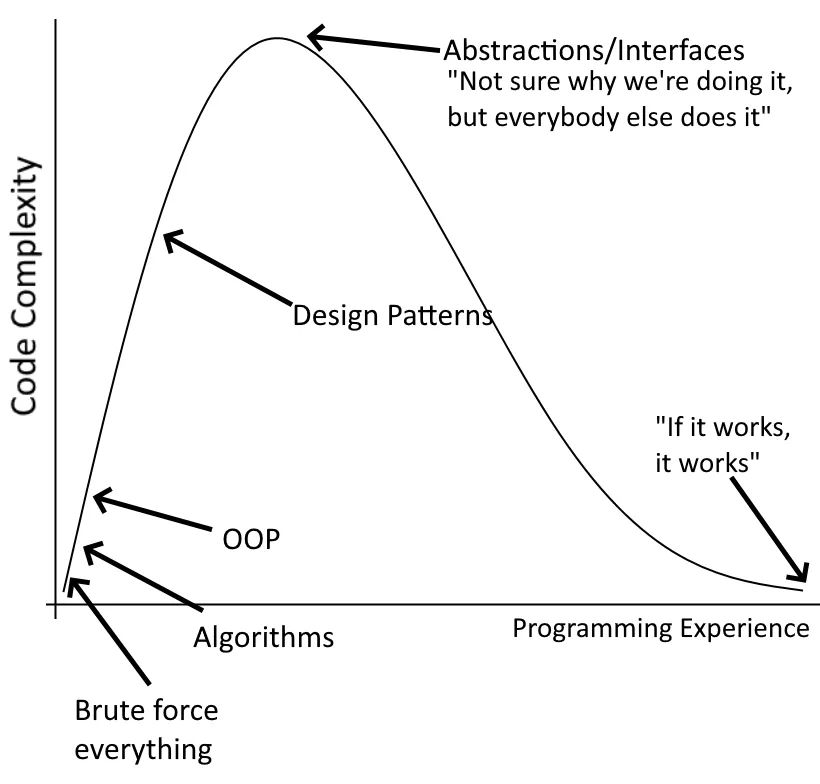 Abstractions/Interfaces
"Not sure why we're doing it,
but everybody else does it"
Code Complexity
Design Patterns
"If it works,
it works"
OOP
Algorithms
Programming Experience
Brute force
everything